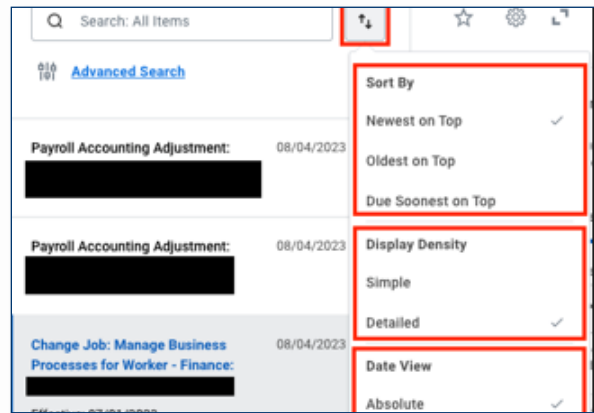 Search: All Items
Advanced Search
Sort By
Newest on Top
Oldest on Top
Due Soonest on Top
Display Density
Simple
Detailed
Date View
Absolute
Payroll Accounting Adjustment: 08/04/2023
Payroll Accounting Adjustment: 08/04/2023
Change Job: Manage Business 08/04/2023
Processes for Worker - Finance: